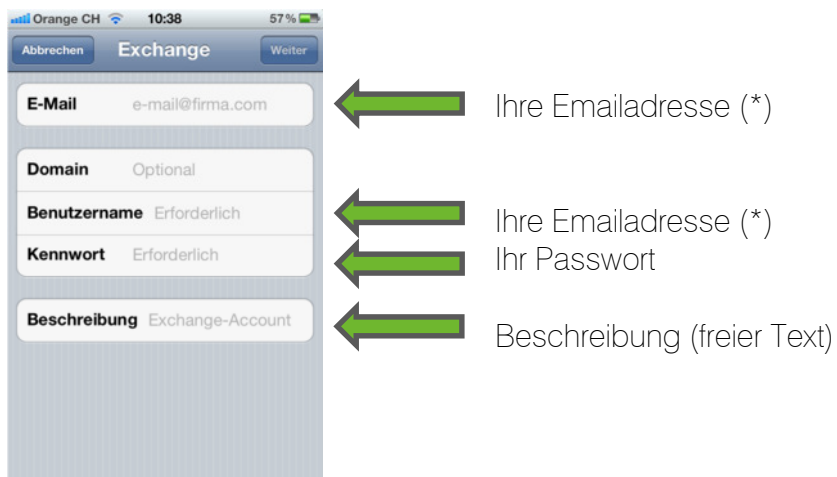 Orange CH 10:38 57 %
Abbrechen Exchange Weiter
E-Mail e-mail@firma.com Ihre Emailadresse (*)
Domain Optional
Benutzername Erforderlich Ihre Emailadresse (*)
Kennwort Erforderlich Ihr Passwort
Beschreibung Exchange-Account Beschreibung (freier Text)